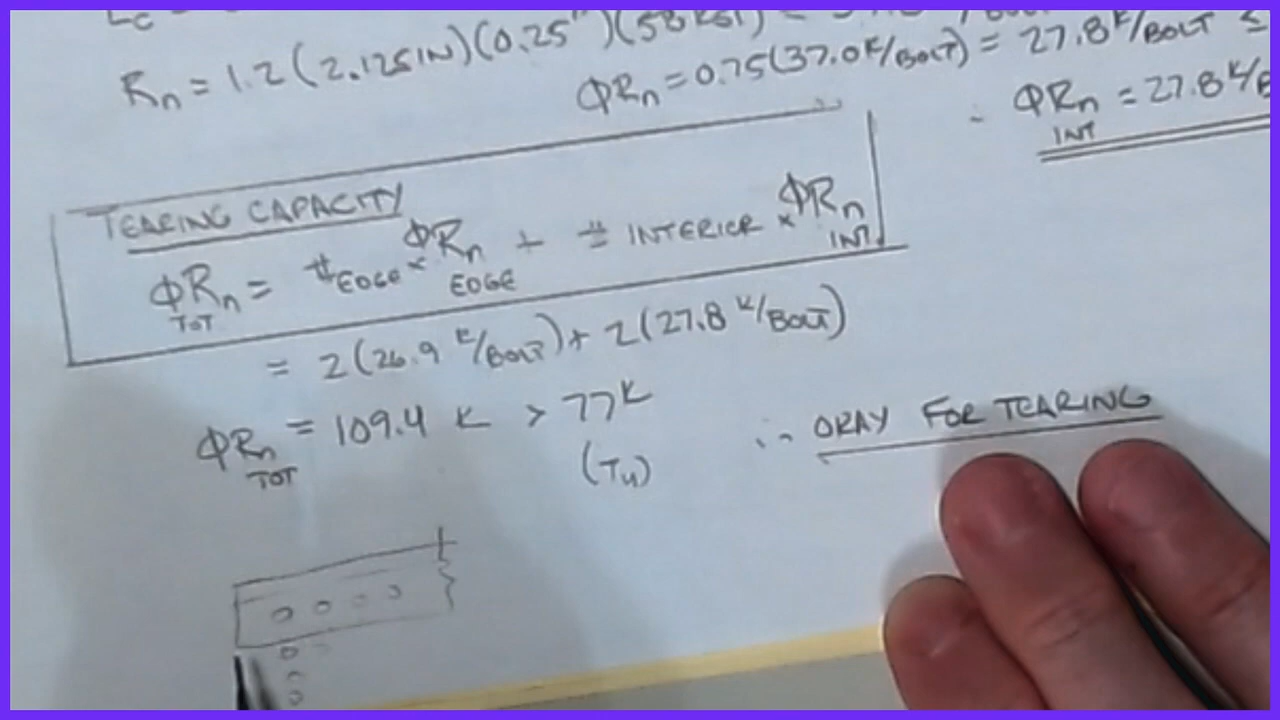 Lc =
Rn = 1.2 (2.125 IN)(0.25")(58 KSI)
ΦRn = 0.75(37.0 K/BOLT) = 27.8 K/BOLT ≤
∴ ΦRn INT = 27.8 K/B
TEARING CAPACITY
ΦRn TOT = # EDGE × ΦRn EDGE + # INTERIOR × ΦRn INT
= 2(26.9 K/BOLT) + 2(27.8 K/BOLT)
ΦRn TOT = 109.4 K > 77K (Tu)
∴ OKAY FOR TEARING